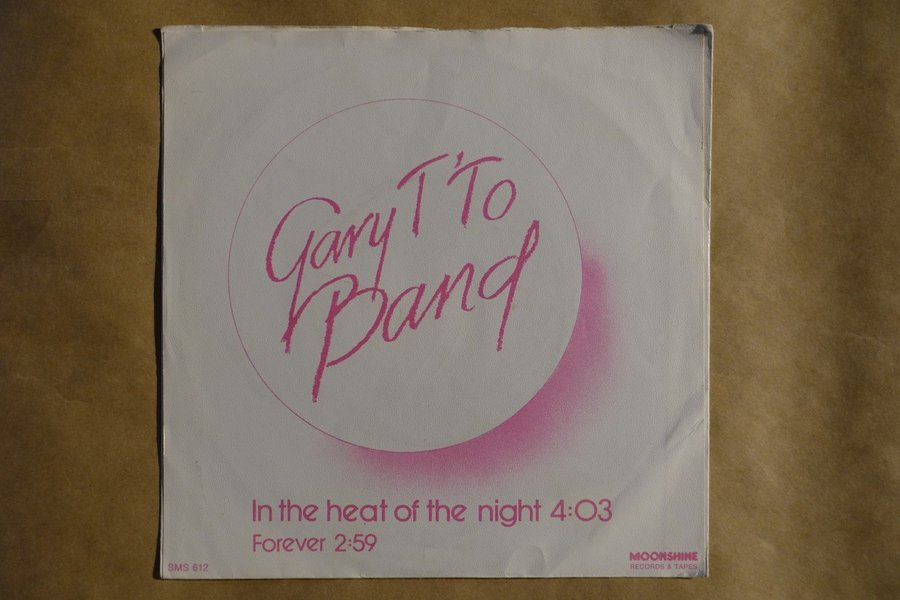 Gary T'To
Band
In the heat of the night 4:03
Forever 2:59
SMS 612
MOONSHINE
RECORDS & TAPES